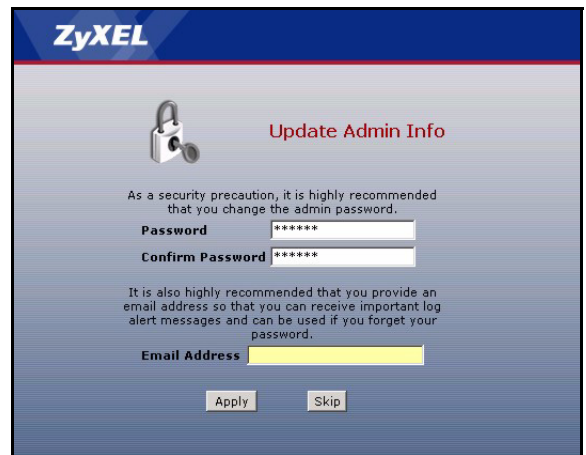 ZyXEL
Update Admin Info
As a security precaution, it is highly recommended
that you change the admin password.
Password ******
Confirm Password ******
It is also highly recommended that you provide an
email address so that you can receive important log
alert messages and can be used if you forget your
password.
Email Address
Apply Skip